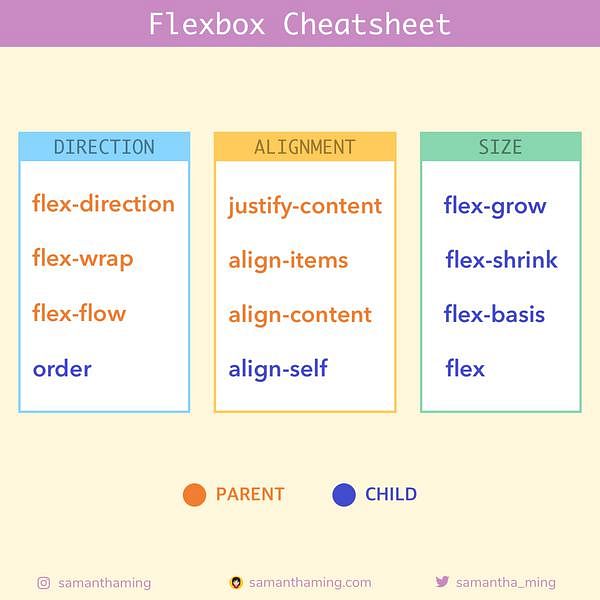 Flexbox Cheatsheet
DIRECTION
flex-direction
flex-wrap
flex-flow
order
ALIGNMENT
justify-content
align-items
align-content
align-self
SIZE
flex-grow
flex-shrink
flex-basis
flex
PARENT
CHILD
samanthaming
samanthaming.com
samantha_ming